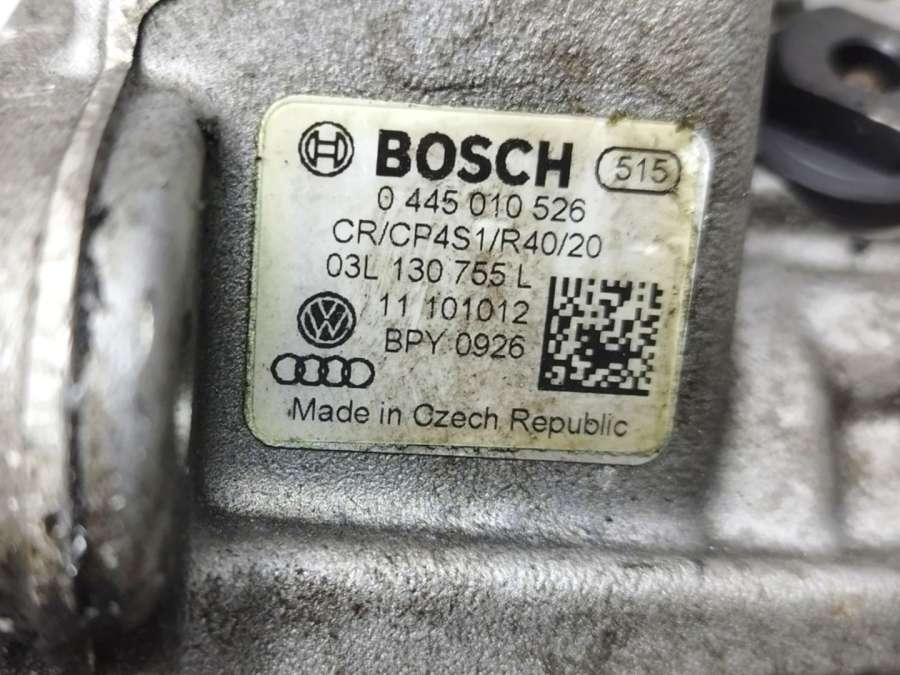 BOSCH 515
0 445 010 526
CR/CP4S1/R40/20
03L 130 755 L
11 101012
BPY 0926
Made in Czech Republic